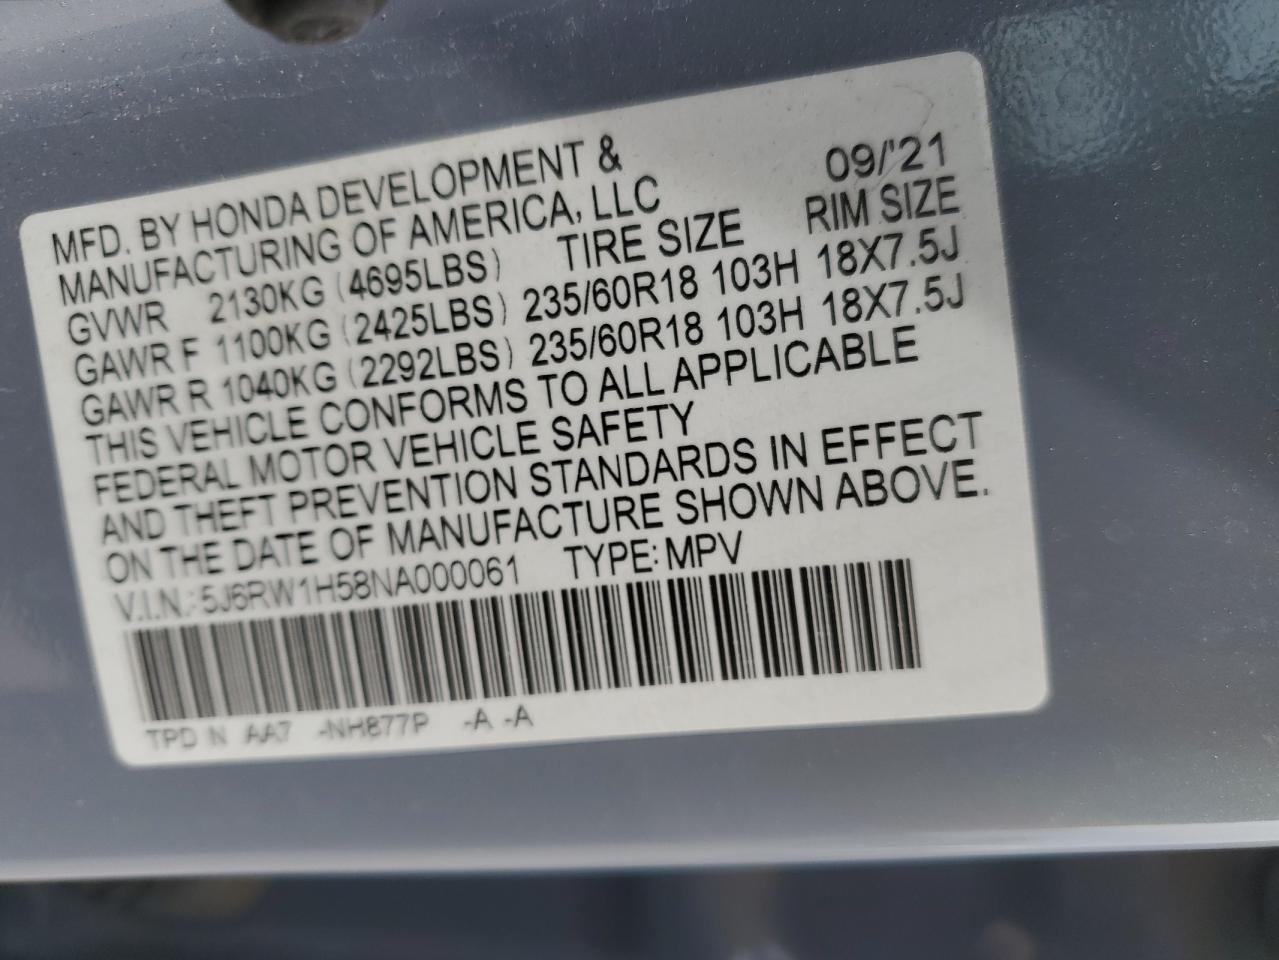 MFD. BY HONDA DEVELOPMENT & 09/'21
MANUFACTURING OF AMERICA, LLC RIM SIZE
GVWR 2130KG (4695LBS) TIRE SIZE
GAWR F 1100KG (2425LBS) 235/60R18 103H 18X7.5J
GAWR R 1040KG (2292LBS) 235/60R18 103H 18X7.5J
THIS VEHICLE CONFORMS TO ALL APPLICABLE
FEDERAL MOTOR VEHICLE SAFETY
AND THEFT PREVENTION STANDARDS IN EFFECT
ON THE DATE OF MANUFACTURE SHOWN ABOVE.
V.I.N.: 5J6RW1H58NA000061 TYPE: MPV
TPD N AA7 -NH877P -A -A